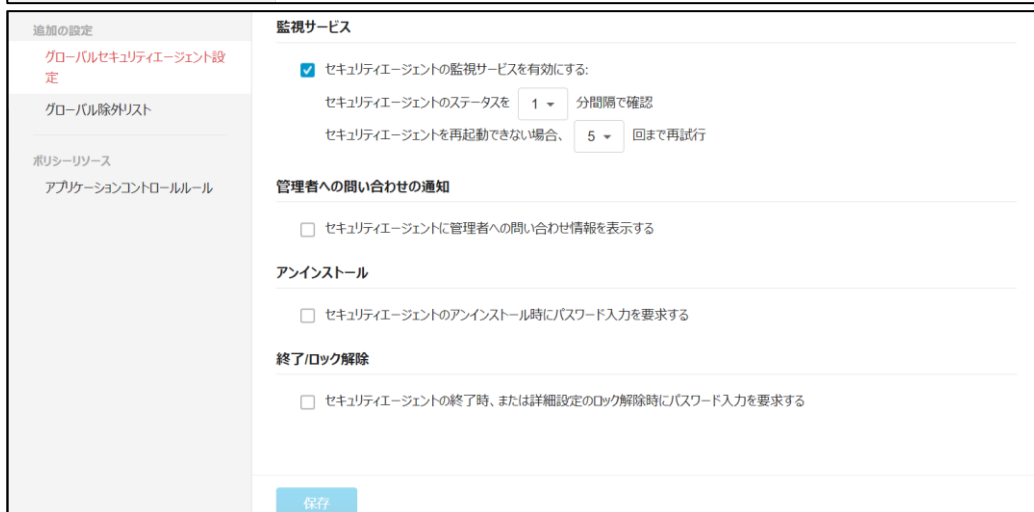 追加の設定
グローバルセキュリティエージェント設
定
グローバル除外リスト
ポリシーリソース
アプリケーションコントロールルール
監視サービス
セキュリティエージェントの監視サービスを有効にする:
セキュリティエージェントのステータスを 1 分間隔で確認
セキュリティエージェントを再起動できない場合、 5 回まで再試行
管理者への問い合わせの通知
セキュリティエージェントに管理者への問い合わせ情報を表示する
アンインストール
セキュリティエージェントのアンインストール時にパスワード入力を要求する
終了/ロック解除
セキュリティエージェントの終了時、または詳細設定のロック解除時にパスワード入力を要求する
保存